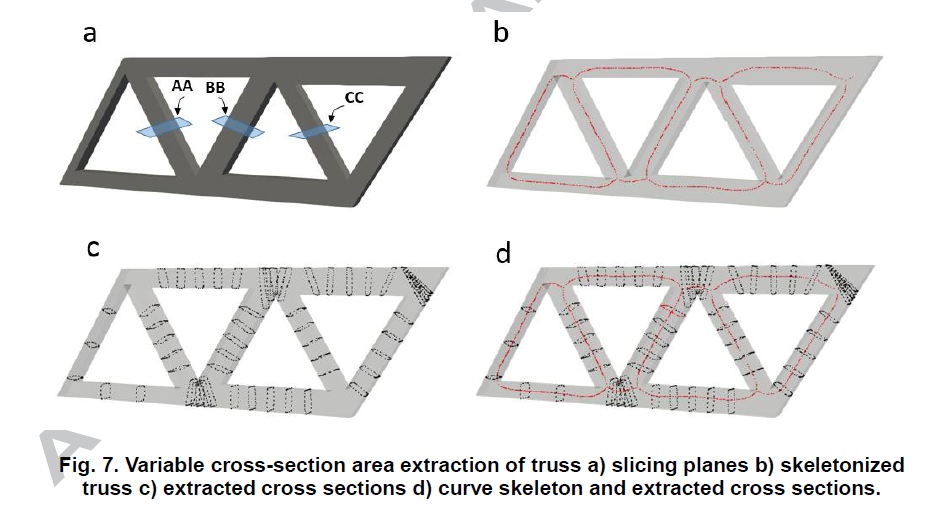 a
b
AA
BB
CC
c
d
A
Fig. 7. Variable cross-section area extraction of truss a) slicing planes b) skeletonized
truss c) extracted cross sections d) curve skeleton and extracted cross sections.